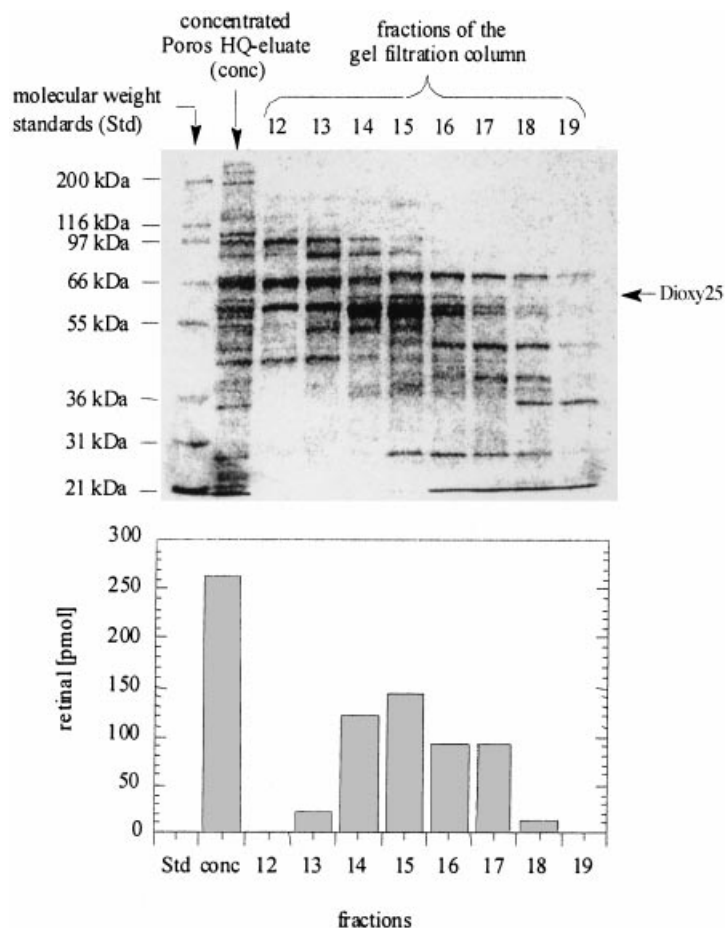 concentrated
Poros HQ-eluate
(conc)
fractions of the
gel filtration column
molecular weight
standards (Std)
12 13 14 15 16 17 18 19
200 kDa
116 kDa
97 kDa
66 kDa
Dioxy25
55 kDa
36 kDa
31 kDa
21 kDa
300
250
200
150
100
50
0
retinal [pmol]
Std conc 12 13 14 15 16 17 18 19
fractions